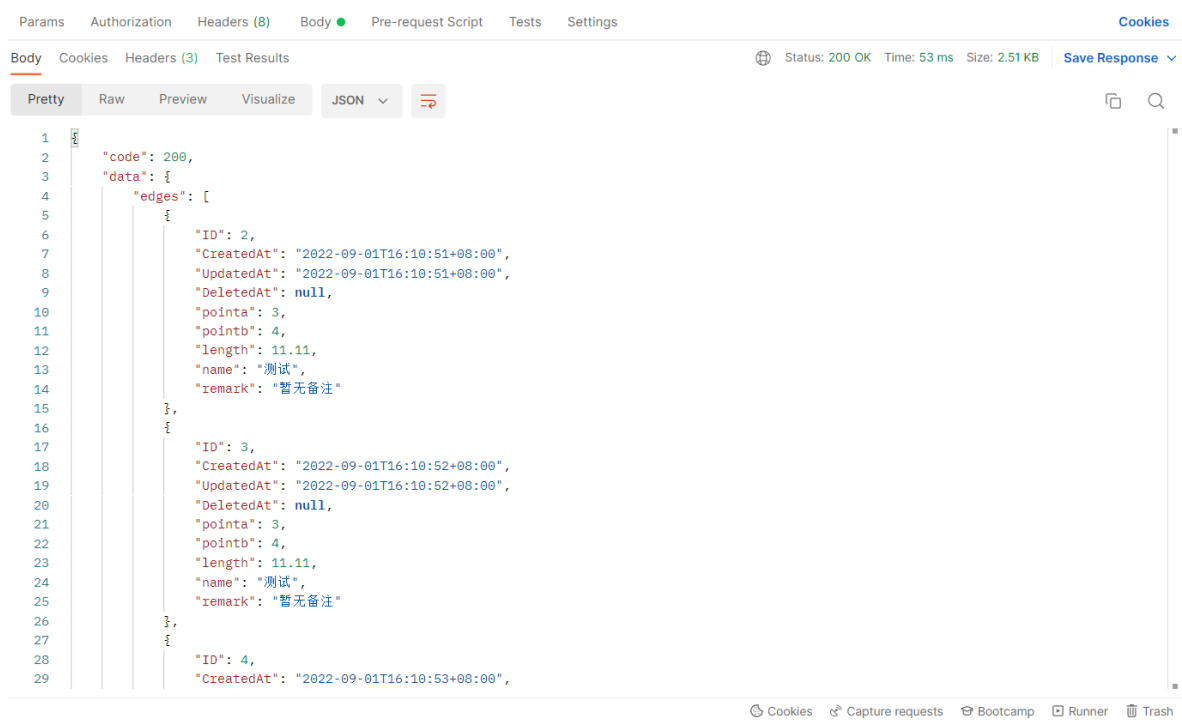 Params Authorization Headers (8) Body Pre-request Script Tests Settings Cookies
Body Cookies Headers (3) Test Results Status: 200 OK Time: 53 ms Size: 2.51 KB Save Response
Pretty Raw Preview Visualize JSON
1 {
2 "code": 200,
3 "data": {
4 "edges": [
5 {
6 "ID": 2,
7 "CreatedAt": "2022-09-01T16:10:51+08:00",
8 "UpdatedAt": "2022-09-01T16:10:51+08:00",
9 "DeletedAt": null,
10 "pointa": 3,
11 "pointb": 4,
12 "length": 11.11,
13 "name": "测试",
14 "remark": "暂无备注"
15 },
16 {
17 "ID": 3,
18 "CreatedAt": "2022-09-01T16:10:52+08:00",
19 "UpdatedAt": "2022-09-01T16:10:52+08:00",
20 "DeletedAt": null,
21 "pointa": 3,
22 "pointb": 4,
23 "length": 11.11,
24 "name": "测试",
25 "remark": "暂无备注"
26 },
27 {
28 "ID": 4,
29 "CreatedAt": "2022-09-01T16:10:53+08:00",
Cookies Capture requests Bootcamp Runner Trash